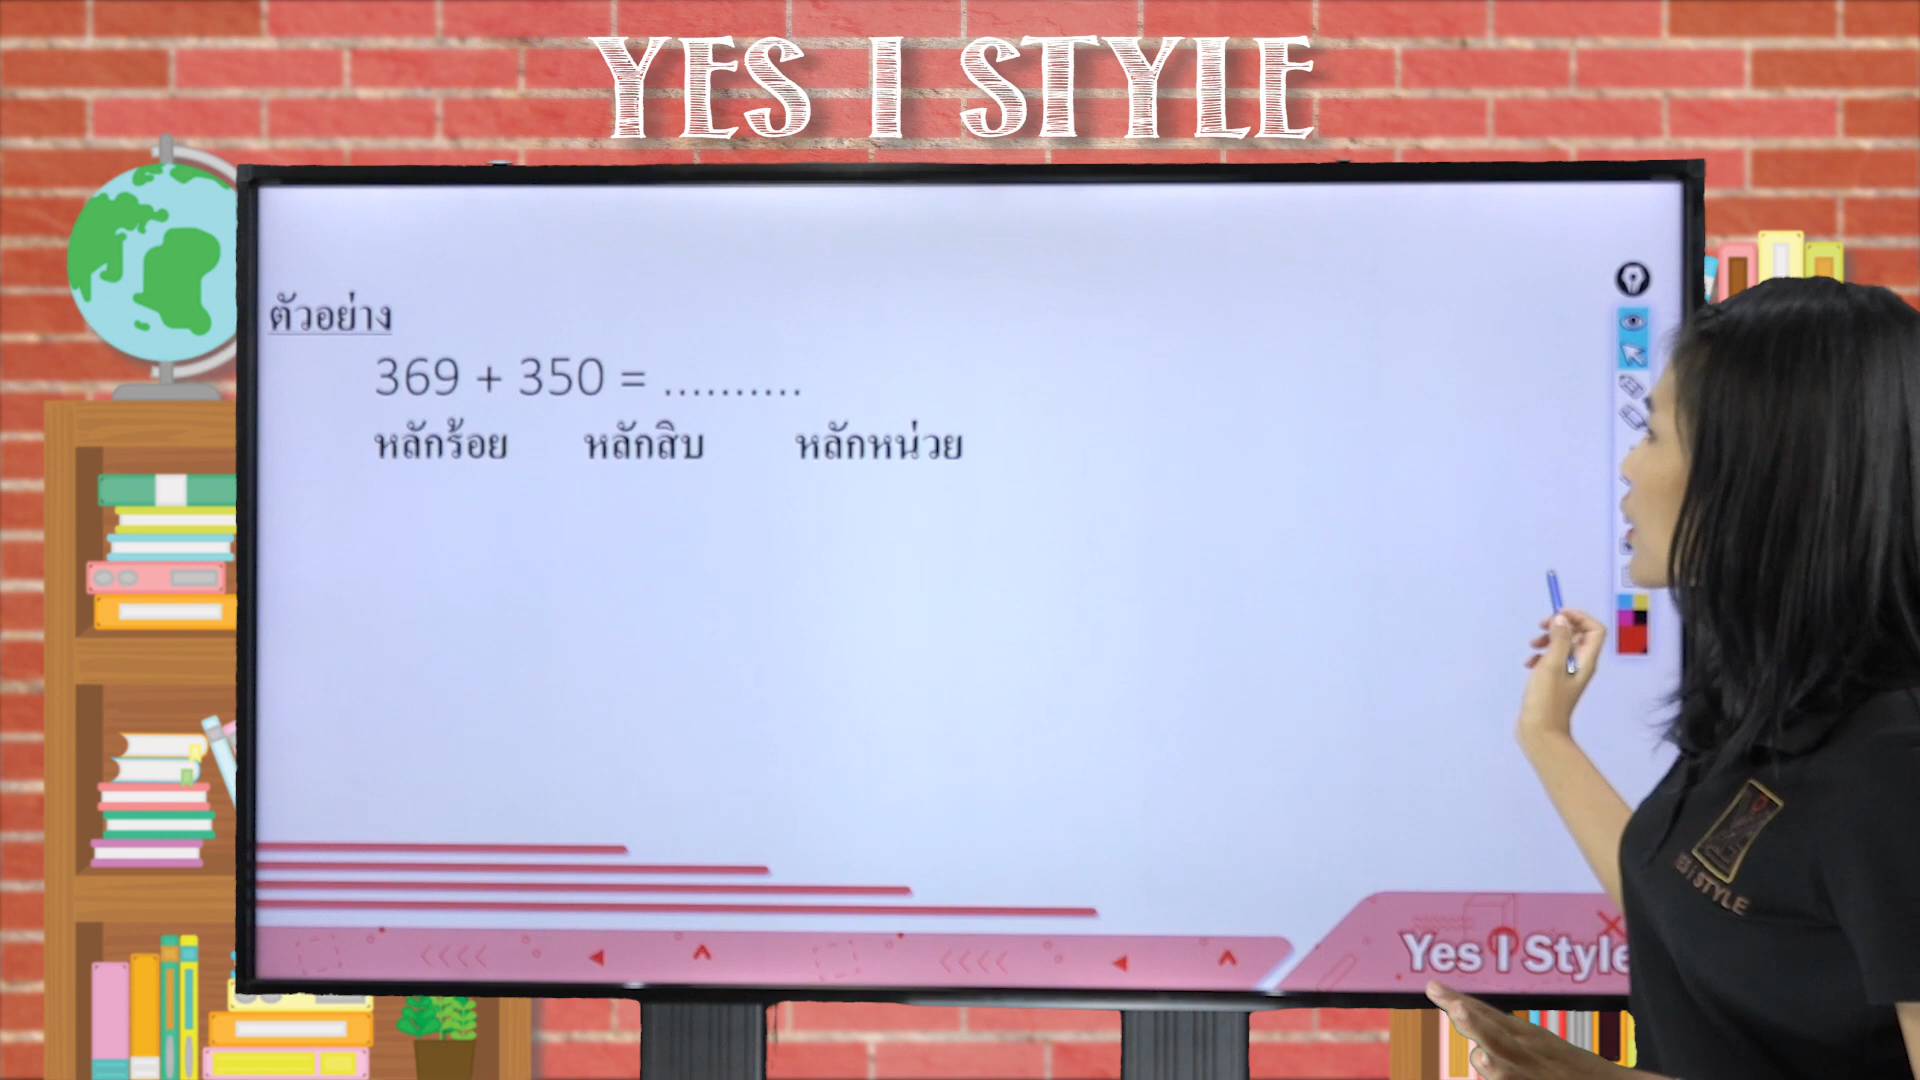 YES I STYLE
ตัวอย่าง
369 + 350 = ..........
หลักร้อย หลักสิบ หลักหน่วย
Yes I Style
STYLE